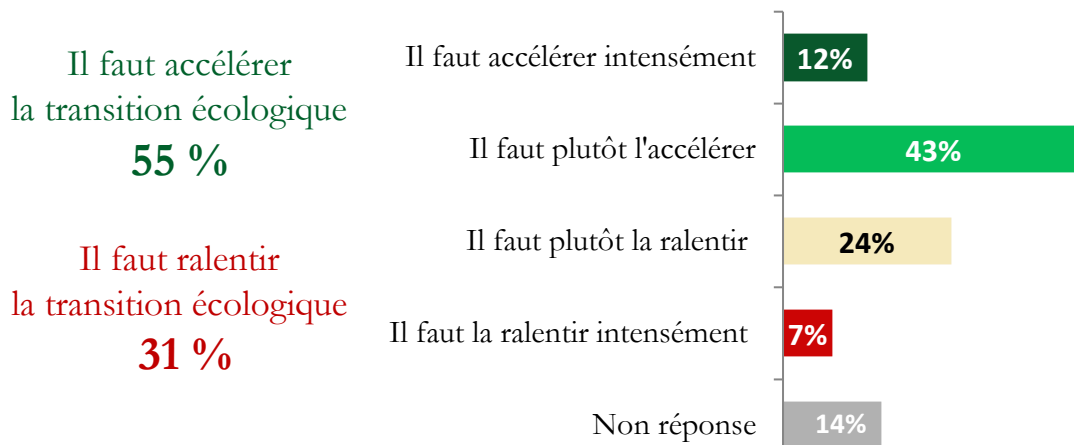 Il faut accélérer
la transition écologique
55 %
Il faut ralentir
la transition écologique
31 %
Il faut accélérer intensément
12%
Il faut plutôt l'accélérer
43%
Il faut plutôt la ralentir
24%
Il faut la ralentir intensément
7%
Non réponse
14%